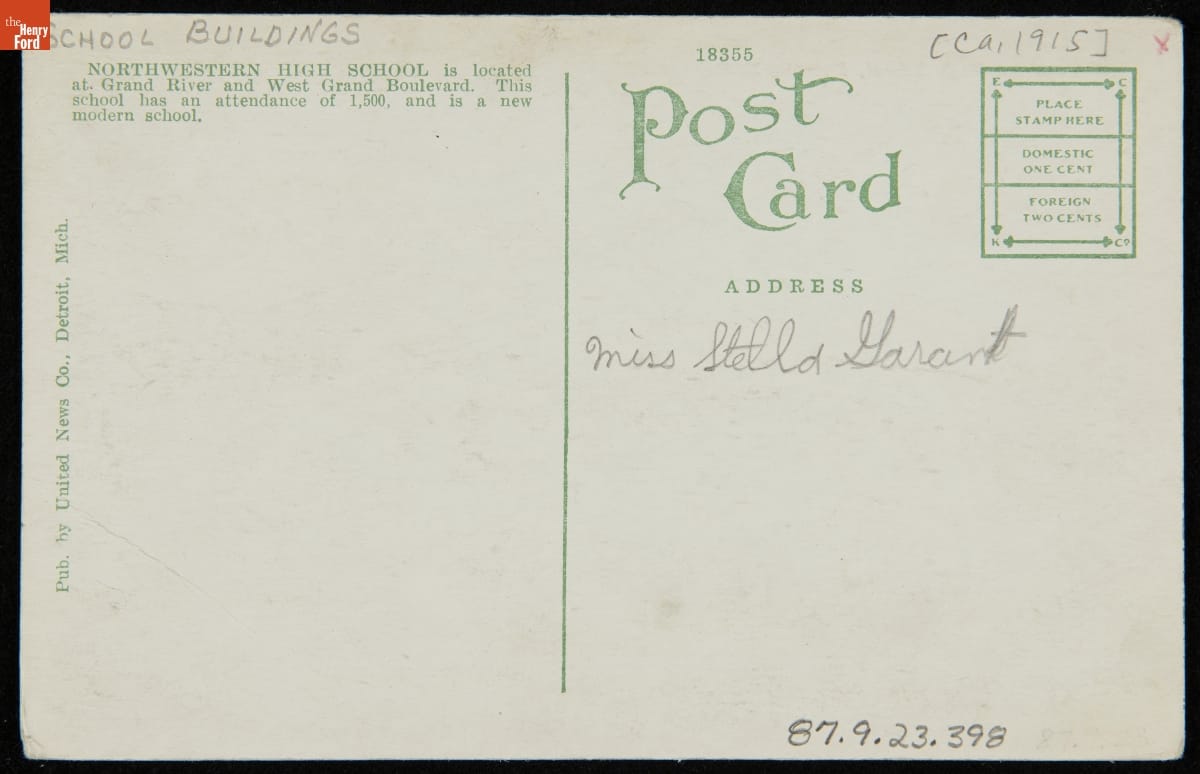 the
Henry
Ford
SCHOOL BUILDINGS
[Ca. 1915]
x
NORTHWESTERN HIGH SCHOOL is located
at Grand River and West Grand Boulevard. This
school has an attendance of 1,500, and is a new
modern school.
Pub. by United News Co., Detroit, Mich.
18355
Post
Card
E C
PLACE
STAMP HERE
DOMESTIC
ONE CENT
FOREIGN
TWO CENTS
K Co
ADDRESS
Miss Stella Garant
87.9.23.398